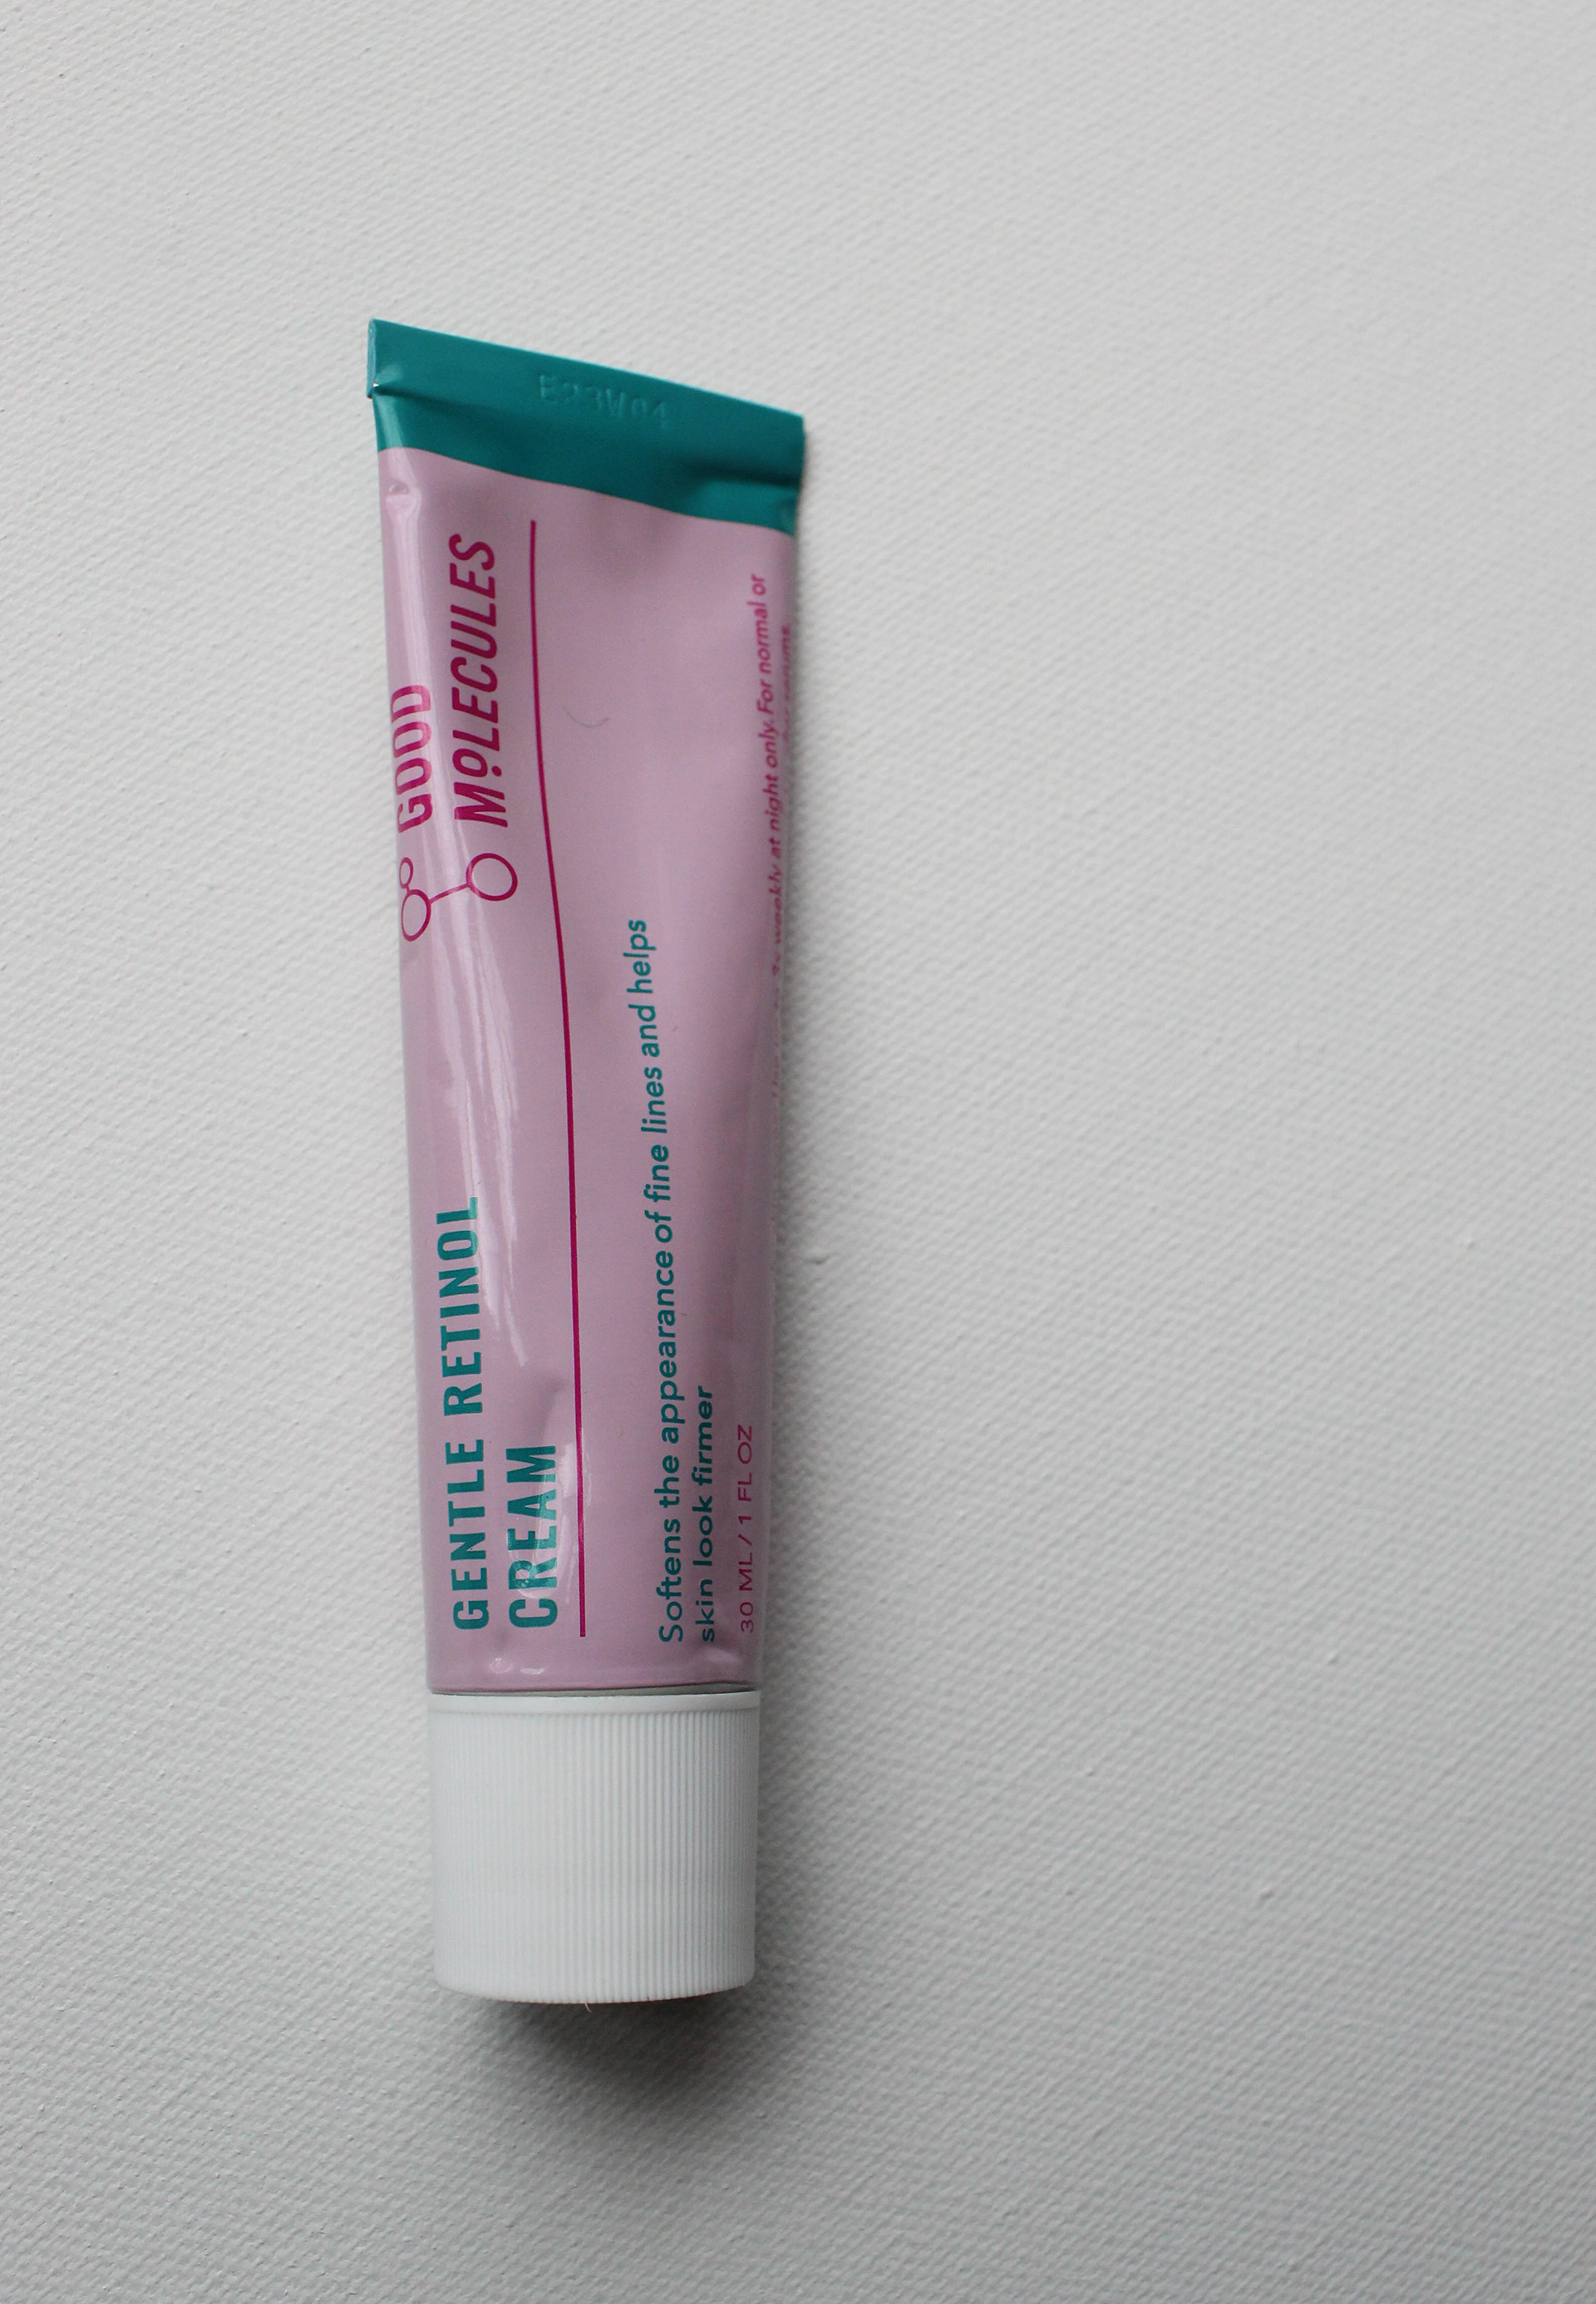 E23W04
GOOD
MOLECULES
GENTLE RETINOL
CREAM
Softens the appearance of fine lines and helps
skin look firmer
30 ML / 1 FL OZ
weekly at night only. For normal or